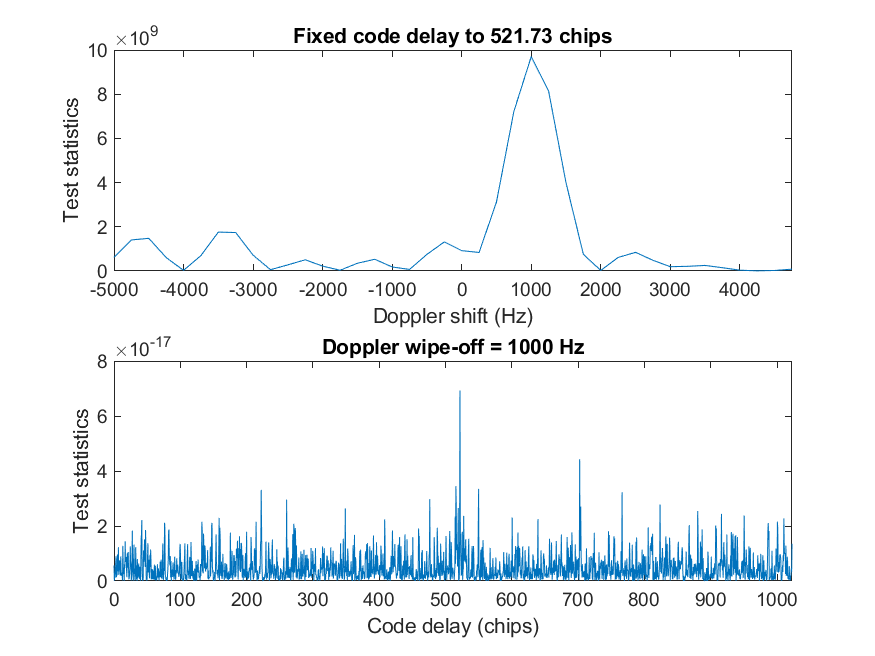 Fixed code delay to 521.73 chips
×10^9
10
8
6
4
2
0
Test statistics
-5000 -4000 -3000 -2000 -1000 0 1000 2000 3000 4000
Doppler shift (Hz)
Doppler wipe-off = 1000 Hz
×10^-17
8
6
4
2
0
Test statistics
0 100 200 300 400 500 600 700 800 900 1000
Code delay (chips)